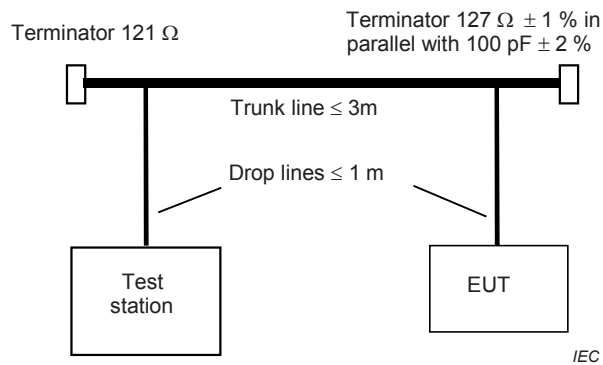 Terminator 121 Ω
Terminator 127 Ω ± 1 % in
parallel with 100 pF ± 2 %
Trunk line ≤ 3m
Drop lines ≤ 1 m
Test
station
EUT
IEC